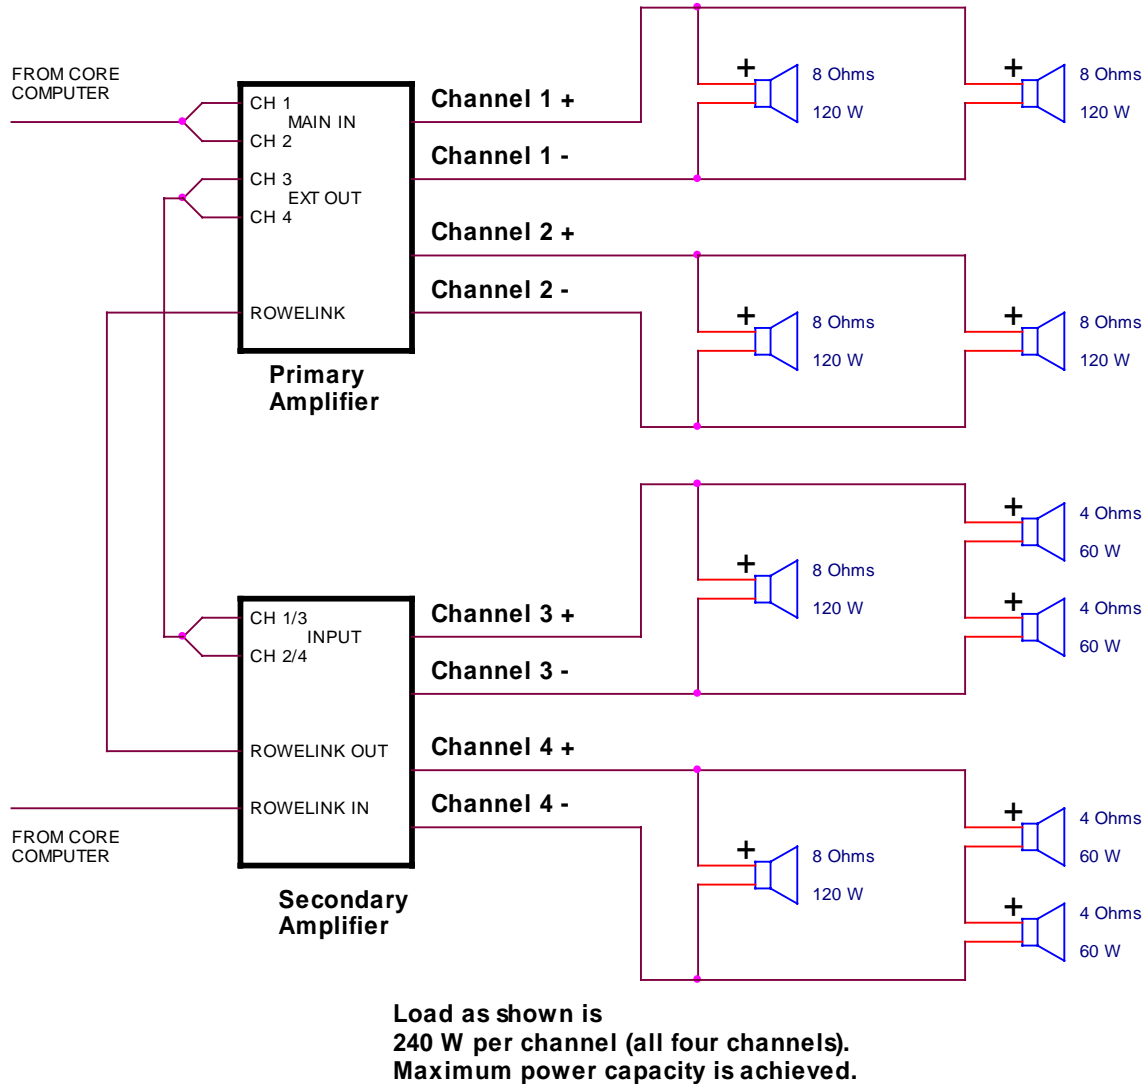 FROM CORE
COMPUTER
CH 1
MAIN IN
CH 2
CH 3
EXT OUT
CH 4
ROWELINK
Primary
Amplifier
Channel 1 +
Channel 1 -
Channel 2 +
Channel 2 -
+
8 Ohms
120 W
+
8 Ohms
120 W
+
8 Ohms
120 W
+
8 Ohms
120 W
CH 1/3
INPUT
CH 2/4
ROWELINK OUT
ROWELINK IN
FROM CORE
COMPUTER
Secondary
Amplifier
Channel 3 +
Channel 3 -
Channel 4 +
Channel 4 -
+
8 Ohms
120 W
+
4 Ohms
60 W
+
4 Ohms
60 W
+
8 Ohms
120 W
+
4 Ohms
60 W
+
4 Ohms
60 W
Load as shown is
240 W per channel (all four channels).
Maximum power capacity is achieved.